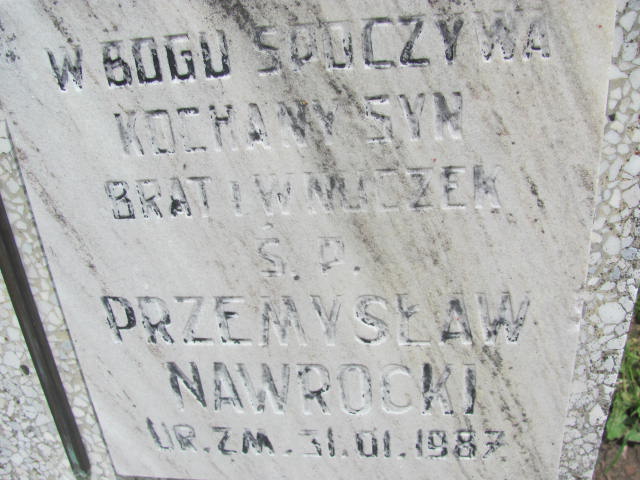 W BOGU SPOCZYWA
KOCHANY SYN
BRAT I WNUCZEK
Ś.P.
PRZEMYSŁAW
NAWROCKI
UR.ZM.31.01.1987